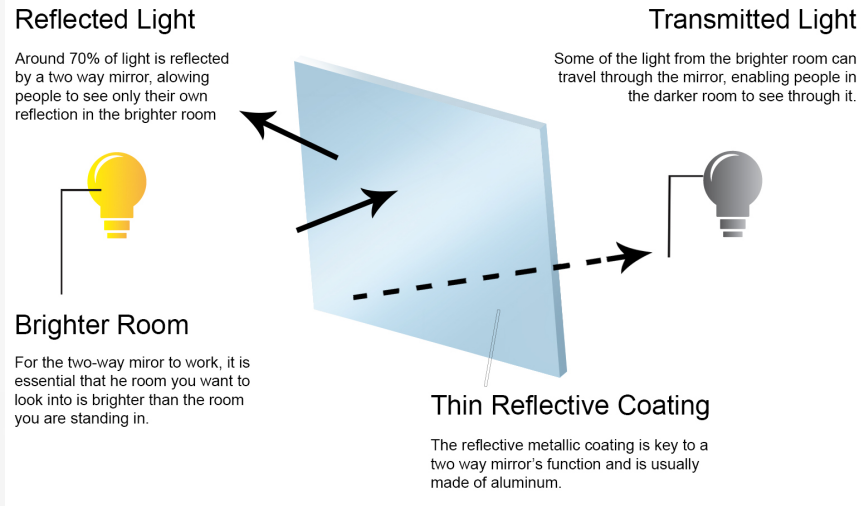 Reflected Light
Around 70% of light is reflected
by a two way mirror, alowing
people to see only their own
reflection in the brighter room
Transmitted Light
Some of the light from the brighter room can
travel through the mirror, enabling people in
the darker room to see through it.
Brighter Room
For the two-way miror to work, it is
essential that he room you want to
look into is brighter than the room
you are standing in.
Thin Reflective Coating
The reflective metallic coating is key to a
two way mirror's function and is usually
made of aluminum.